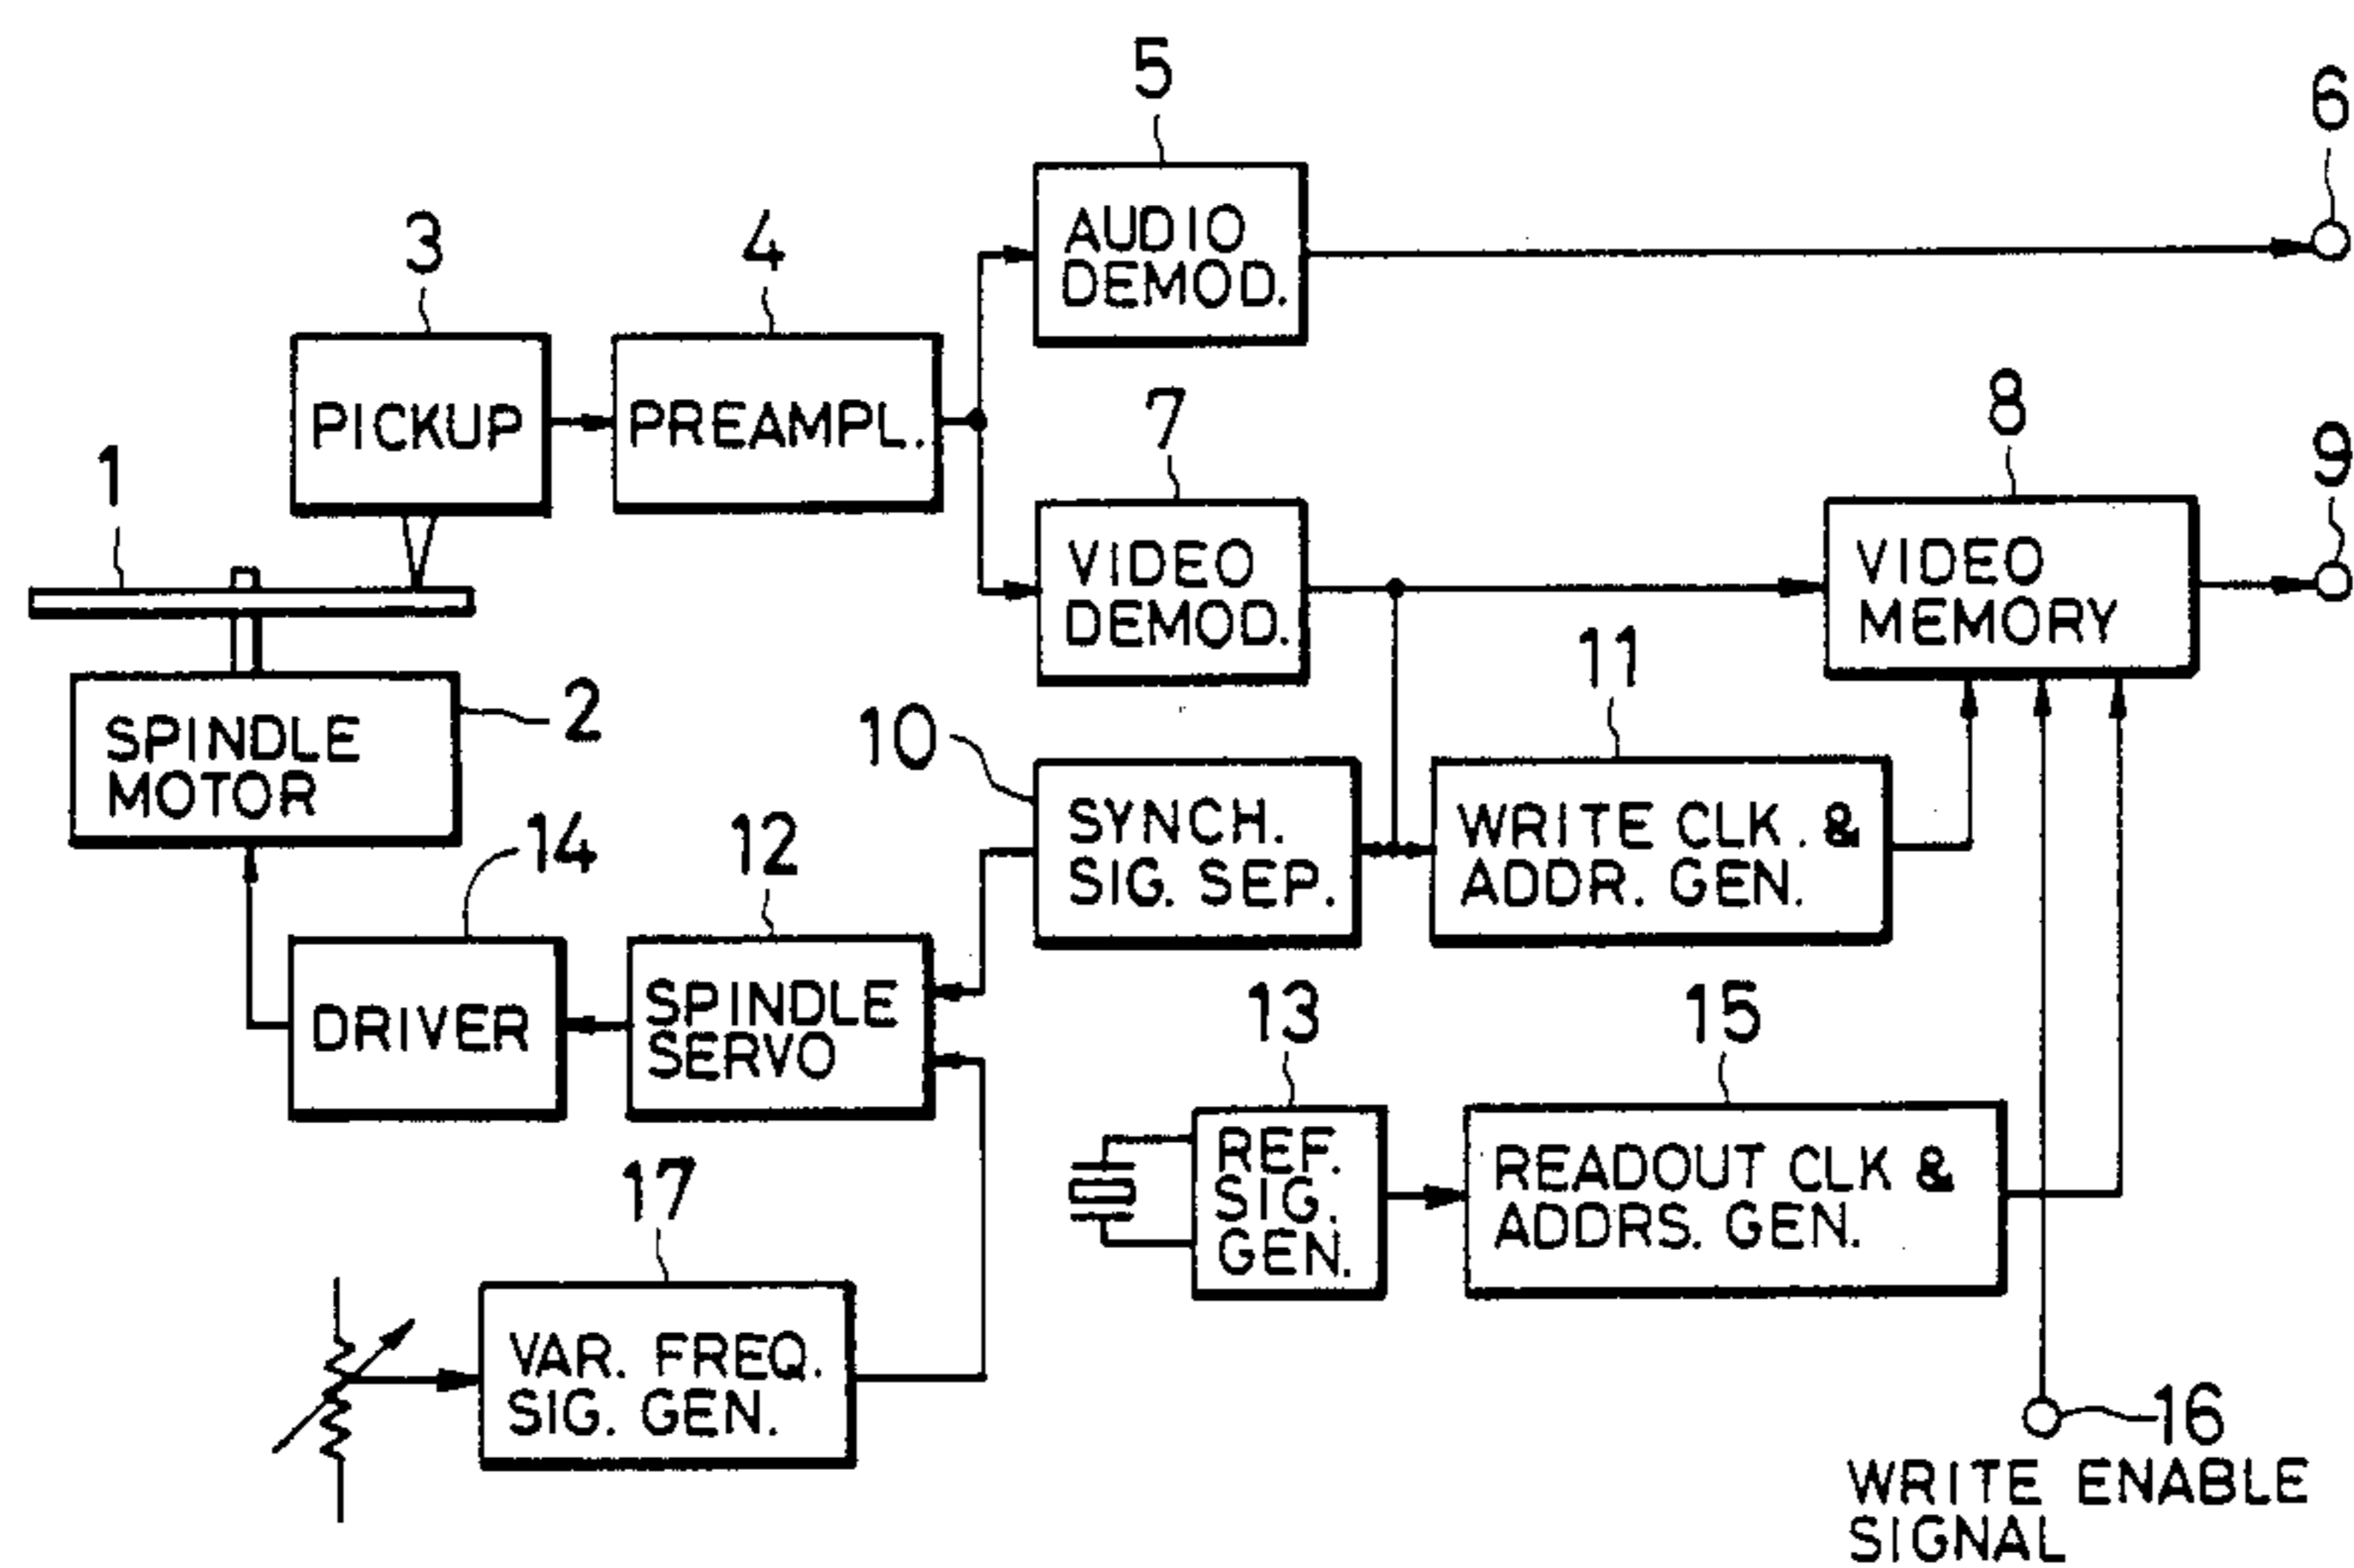 5
6
3
4
AUDIO
DEMOD.
PICKUP
PREAMPL.
7
8
9
1
VIDEO
DEMOD.
VIDEO
MEMORY
2
10
11
SPINDLE
MOTOR
14
12
SYNCH.
SIG. SEP.
WRITE CLK. &
ADDR. GEN.
DRIVER
SPINDLE
SERVO
13
15
REF.
SIG.
GEN.
READOUT CLK &
ADDRS. GEN.
17
VAR. FREQ.
SIG. GEN.
16
WRITE ENABLE
SIGNAL